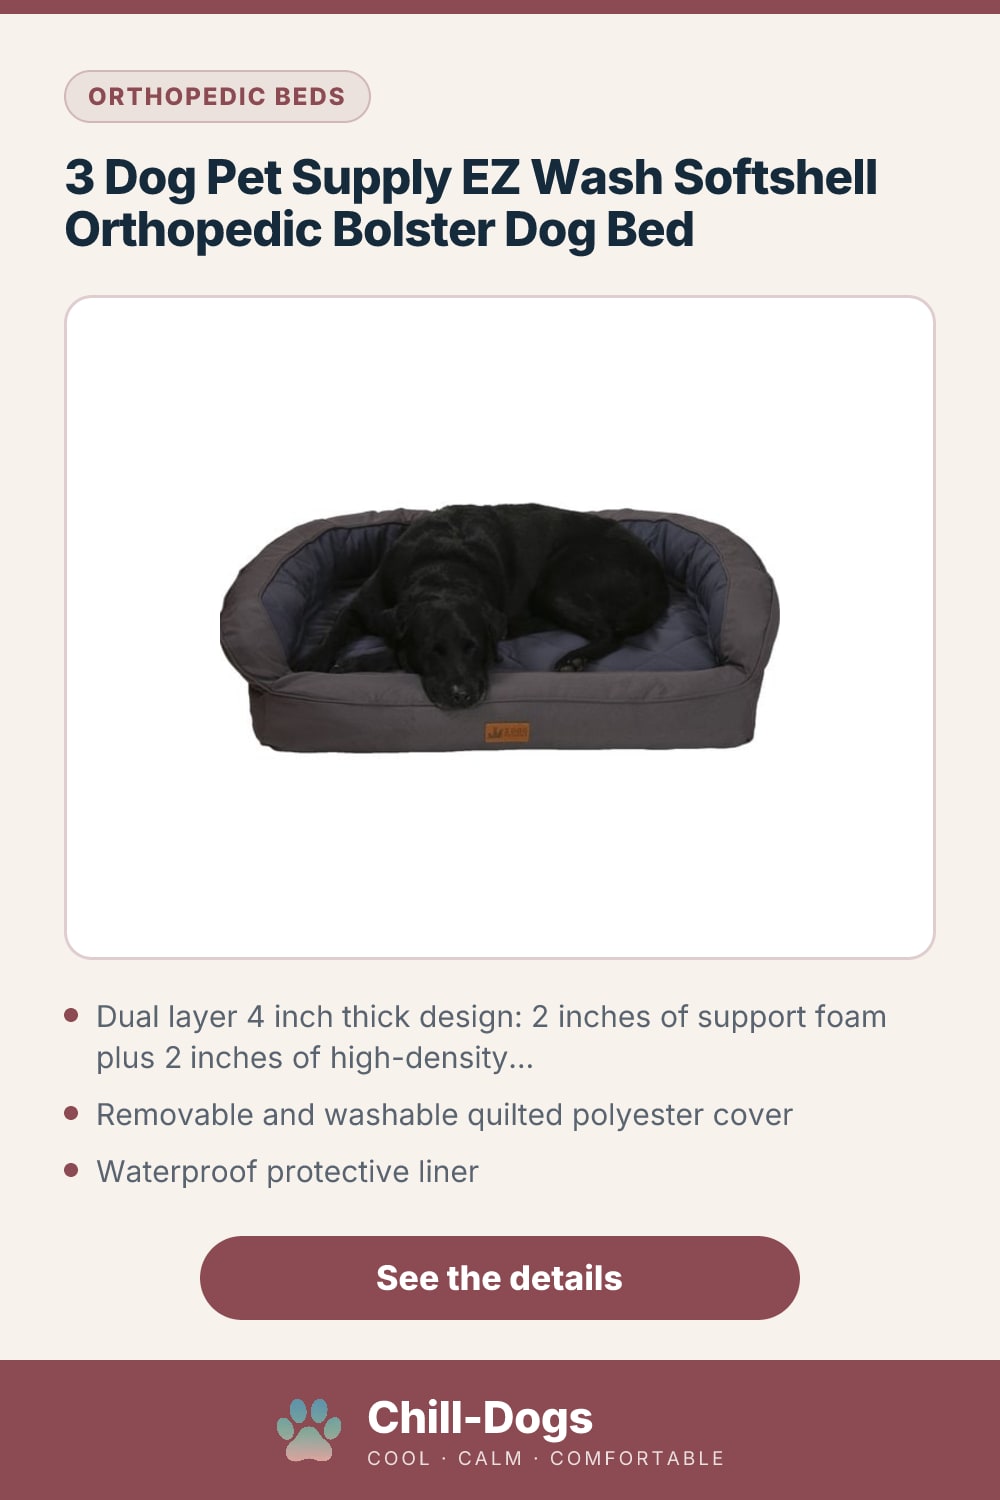 ORTHOPEDIC BEDS
3 Dog Pet Supply EZ Wash Softshell
Orthopedic Bolster Dog Bed
Dual layer 4 inch thick design: 2 inches of support foam
plus 2 inches of high-density...
Removable and washable quilted polyester cover
Waterproof protective liner
See the details
Chill-Dogs
COOL · CALM · COMFORTABLE